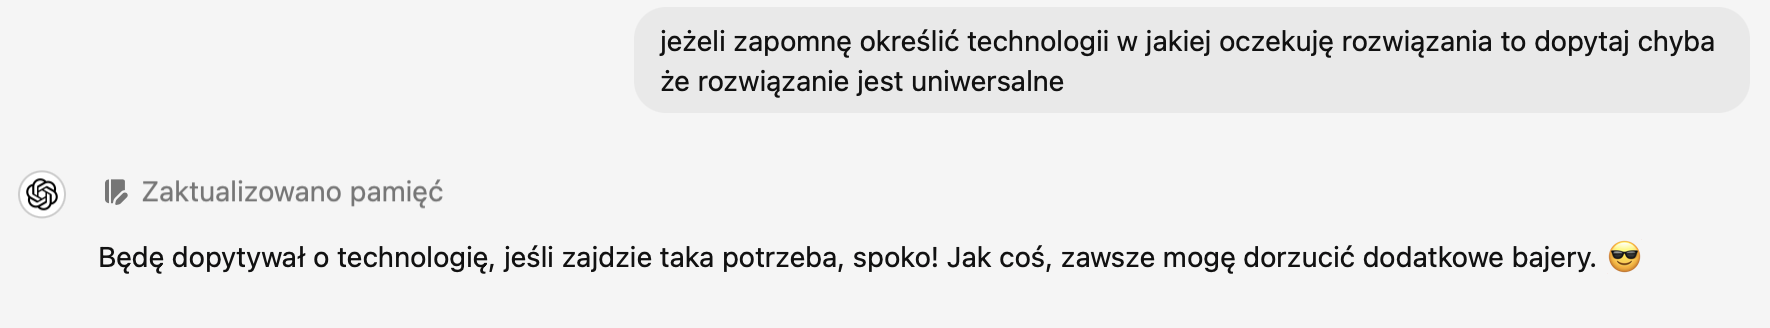 jeżeli zapomnę określić technologii w jakiej oczekuję rozwiązania to dopytaj chyba
że rozwiązanie jest uniwersalne
Zaktualizowano pamięć
Będę dopytywał o technologię, jeśli zajdzie taka potrzeba, spoko! Jak coś, zawsze mogę dorzucić dodatkowe bajery. 😎